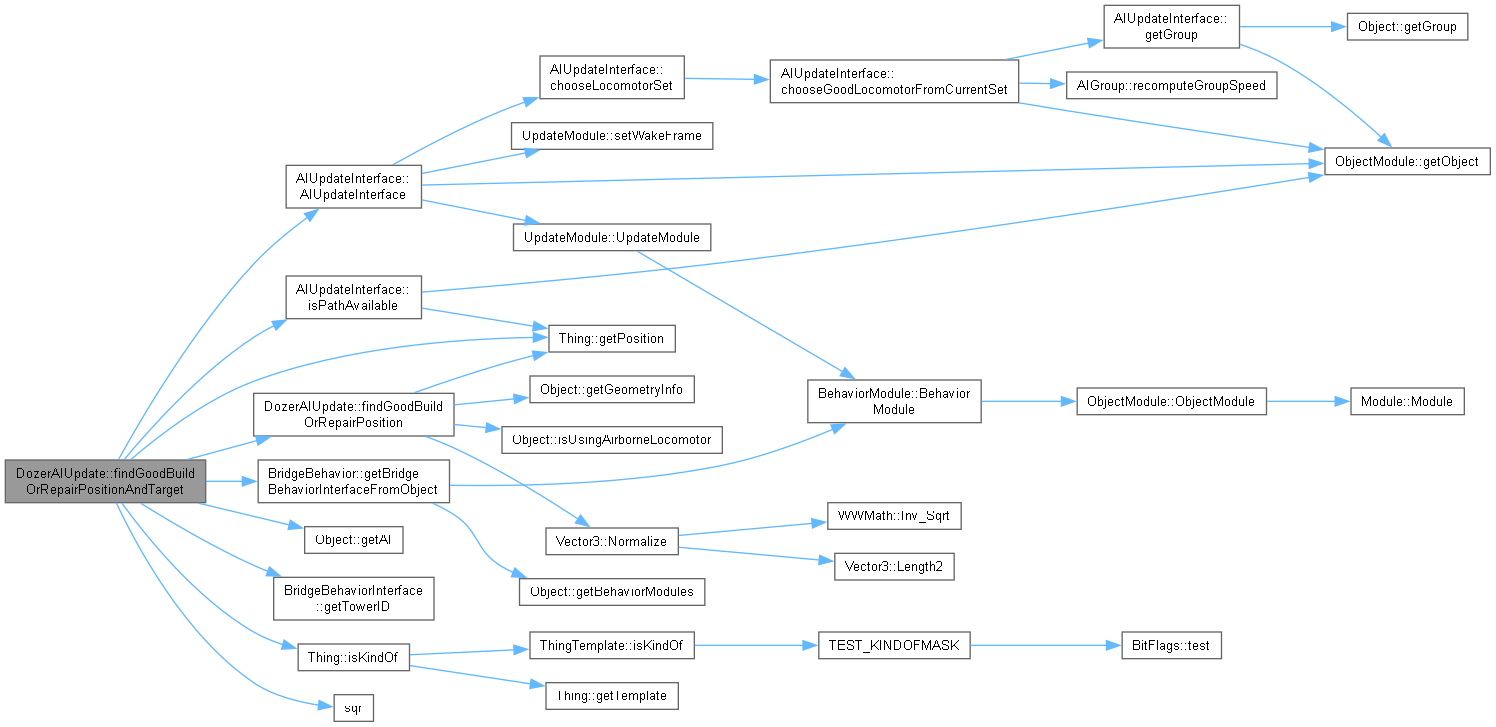 AIUpdateInterface::
getGroup
Object::getGroup
AIUpdateInterface::
chooseLocomotorSet
AIUpdateInterface::
chooseGoodLocomotorFromCurrentSet
AIGroup::recomputeGroupSpeed
UpdateModule::setWakeFrame
ObjectModule::getObject
AIUpdateInterface::
AIUpdateInterface
UpdateModule::UpdateModule
AIUpdateInterface::
isPathAvailable
Thing::getPosition
Object::getGeometryInfo
DozerAIUpdate::findGoodBuild
OrRepairPosition
BehaviorModule::Behavior
Module
ObjectModule::ObjectModule
Module::Module
Object::isUsingAirborneLocomotor
DozerAIUpdate::findGoodBuild
OrRepairPositionAndTarget
BridgeBehavior::getBridge
BehaviorInterfaceFromObject
WWMath::Inv_Sqrt
Object::getAI
Vector3::Normalize
Vector3::Length2
BridgeBehaviorInterface
::getTowerID
Object::getBehaviorModules
Thing::isKindOf
ThingTemplate::isKindOf
TEST_KINDOFMASK
BitFlags::test
Thing::getTemplate
sqr